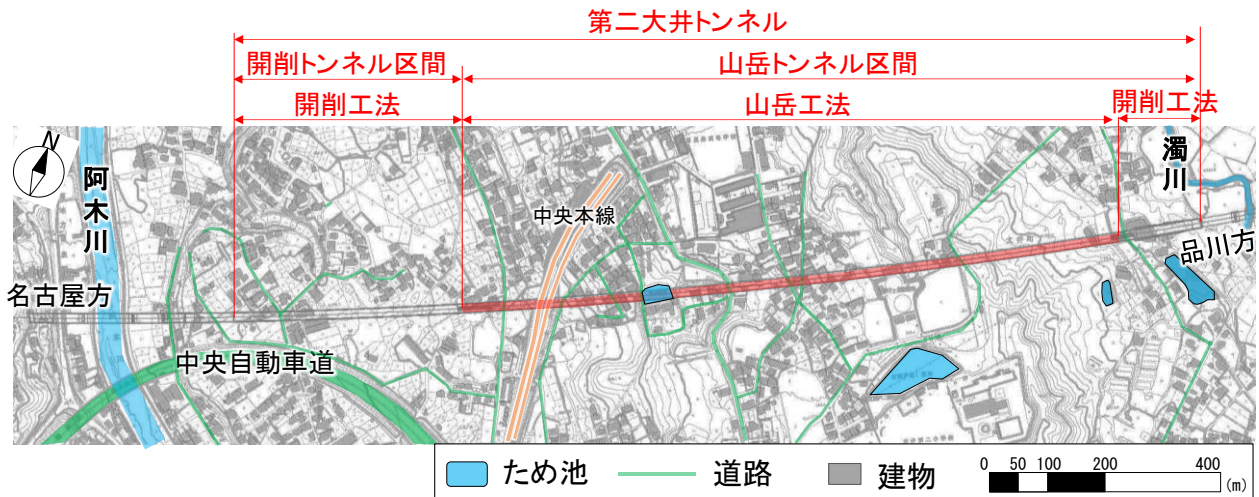 第二大井トンネル
開削トンネル区間
山岳トンネル区間
開削工法
山岳工法
開削工法
N
阿木川
濁川
中央本線
品川方
名古屋方
中央自動車道
ため池
道路
建物
0 50 100 200 400
(m)